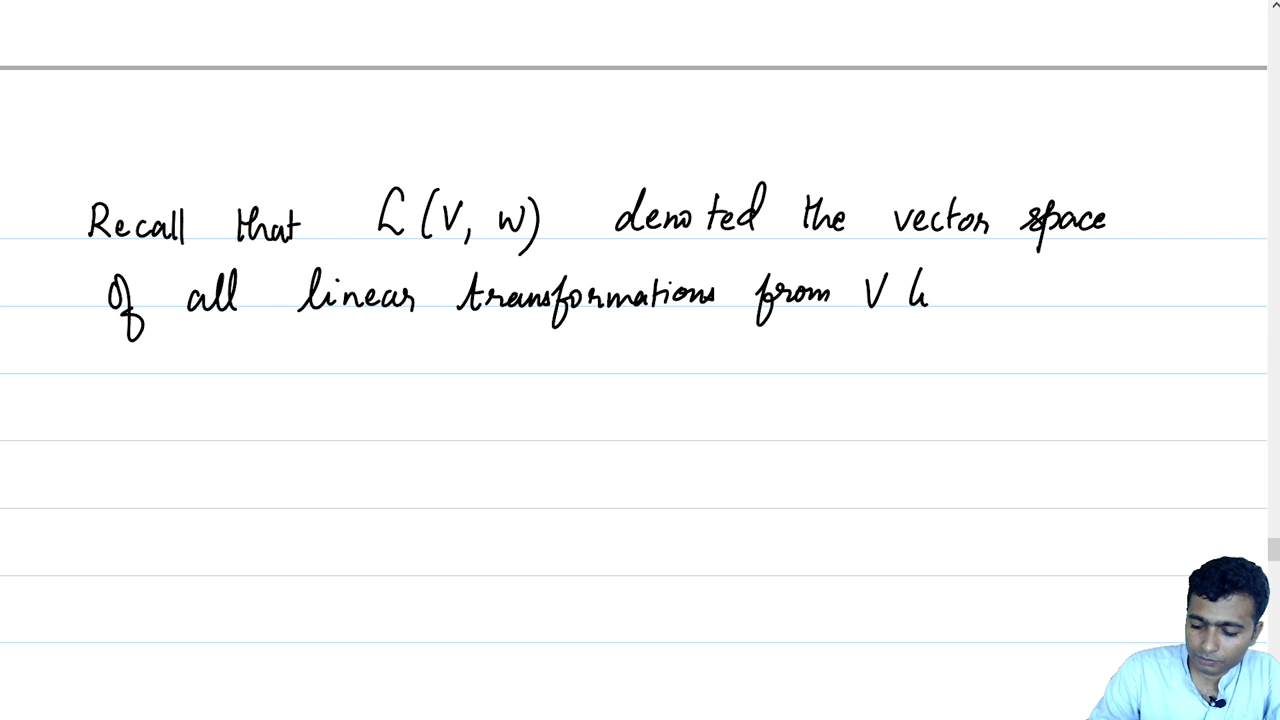 Recall that L(V, W) denoted the vector space
Of all linear transformations from V